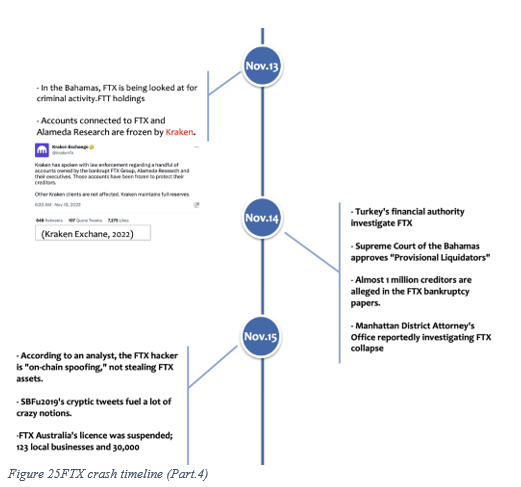 Nov.13
- In the Bahamas, FTX is being looked at for
criminal activity.FTT holdings
- Accounts connected to FTX and
Alameda Research are frozen by Kraken.
Kraken Exchange
@krakenfx
Kraken has spoken with law enforcement regarding a handful of
accounts owned by the bankrupt FTX Group, Alameda Research and
their executives. Those accounts have been frozen to protect their
creditors.
Other Kraken clients are not affected. Kraken maintains full reserves.
Nov 13, 2022
Retweets Quote Tweets Likes
(Kraken Exchane, 2022)
Nov.14
- Turkey's financial authority
investigate FTX
- Supreme Court of the Bahamas
approves "Provisional Liquidators"
- Almost 1 million creditors are
alleged in the FTX bankruptcy
papers.
- Manhattan District Attorney's
Office reportedly investigating FTX
collapse
Nov.15
- According to an analyst, the FTX hacker
is "on-chain spoofing," not stealing FTX
assets.
- SBFu2019's cryptic tweets fuel a lot of
crazy notions.
-FTX Australia's licence was suspended;
123 local businesses and 30,000
Figure 25FTX crash timeline (Part.4)